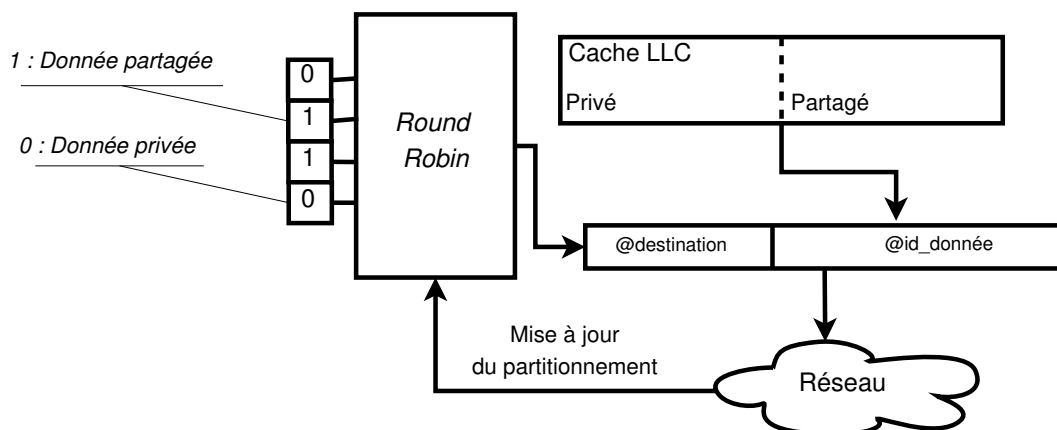 1 : Donnée partagée
0 : Donnée privée
0
1
1
0
Round
Robin
Cache LLC
Privé
Partagé
@destination
@id_donnée
Mise à jour
du partitionnement
Réseau